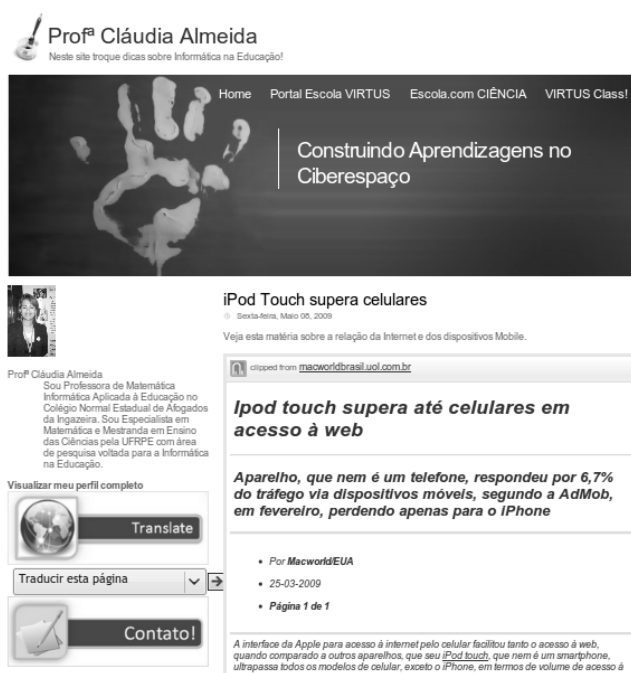 Profª Cláudia Almeida
Neste site troque dicas sobre Informática na Educação!
Home Portal Escola VIRTUS Escola.com CIÊNCIA VIRTUS Class!
Construindo Aprendizagens no
Ciberespaço
Profª Cláudia Almeida
Sou Professora de Matemática
Informática Aplicada à Educação no
Colégio Normal Estadual de Afogados
da Ingazeira. Sou Especialista em
Matemática e Mestranda em Ensino
das Ciências pela UFRPE com área
de pesquisa voltada para a Informática
na Educação.
Visualizar meu perfil completo
Translate
Traducir esta página
Contato!
iPod Touch supera celulares
Sexta-feira, Maio 08, 2009
Veja esta matéria sobre a relação da Internet e dos dispositivos Mobile.
clipped from macworldbrasil.uol.com.br
Ipod touch supera até celulares em
acesso à web
Aparelho, que nem é um telefone, respondeu por 6,7%
do tráfego via dispositivos móveis, segundo a AdMob,
em fevereiro, perdendo apenas para o iPhone
• Por Macworld/EUA
• 25-03-2009
• Página 1 de 1
A interface da Apple para acesso à internet pelo celular facilitou tanto o acesso à web,
quando comparado a outros aparelhos, que seu iPod touch, que nem é um smartphone,
ultrapassa todos os modelos de celular, exceto o iPhone, em termos de volume de acesso à